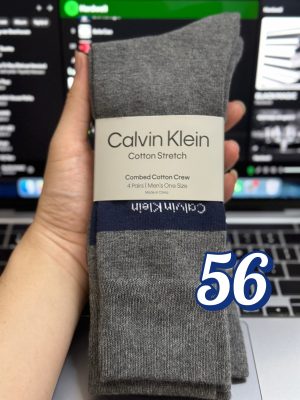 Calvin Klein
Cotton Stretch
Combed Cotton Crew
4 Pairs | Men's One Size
Made in China
Calvin Klein
56